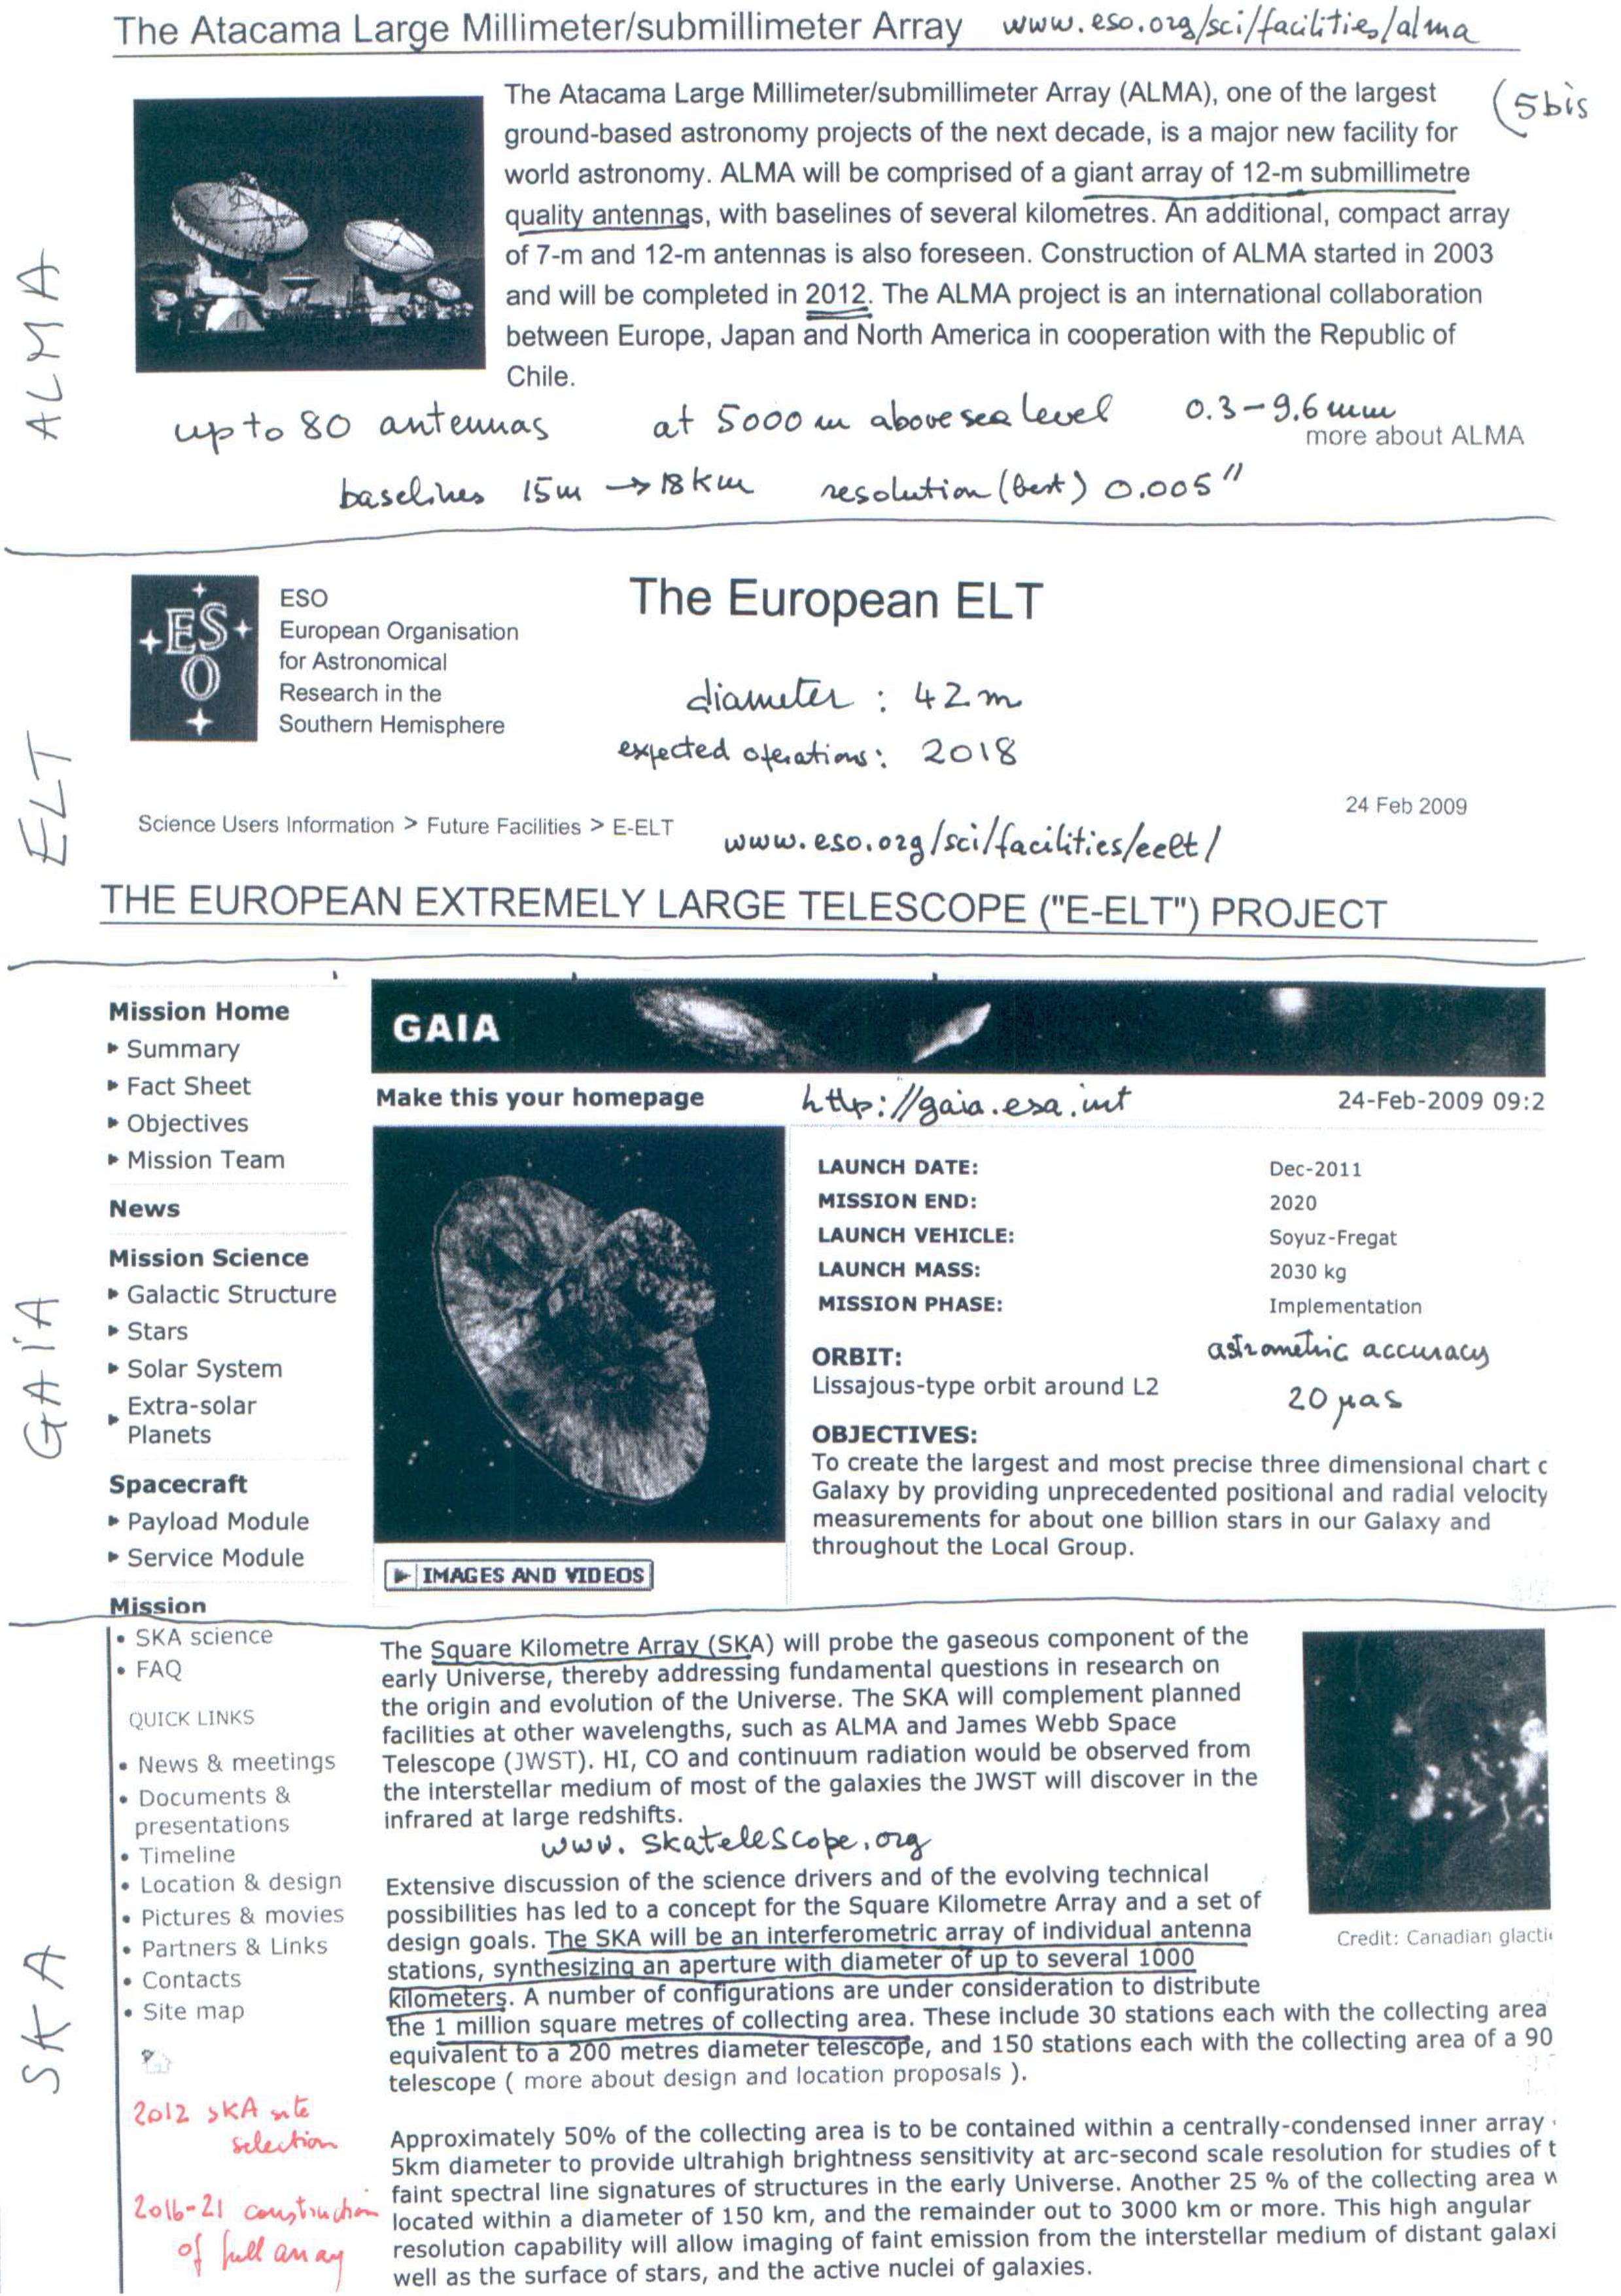 The Atacama Large Millimeter/submillimeter Array www.eso.org/sci/facilities/alma
(5bis
The Atacama Large Millimeter/submillimeter Array (ALMA), one of the largest
ground-based astronomy projects of the next decade, is a major new facility for
world astronomy. ALMA will be comprised of a giant array of 12-m submillimetre
quality antennas, with baselines of several kilometres. An additional, compact array
of 7-m and 12-m antennas is also foreseen. Construction of ALMA started in 2003
and will be completed in 2012. The ALMA project is an international collaboration
between Europe, Japan and North America in cooperation with the Republic of
Chile.
ALMA
up to 80 antennas at 5000 m above sea level 0.3-9.6 mm
more about ALMA
baselines 15m → 18 km resolution (best) 0.005"
ESO
ESO
European Organisation
for Astronomical
Research in the
Southern Hemisphere
The European ELT
diameter : 42 m
expected operations: 2018
ELT
24 Feb 2009
Science Users Information > Future Facilities > E-ELT www.eso.org/sci/facilities/eelt/
THE EUROPEAN EXTREMELY LARGE TELESCOPE ("E-ELT") PROJECT
GAÏA
Mission Home
Summary
Fact Sheet
Objectives
Mission Team
News
Mission Science
Galactic Structure
Stars
Solar System
Extra-solar
Planets
Spacecraft
Payload Module
Service Module
Mission
GAIA
Make this your homepage http://gaia.esa.int 24-Feb-2009 09:2
LAUNCH DATE: Dec-2011
MISSION END: 2020
LAUNCH VEHICLE: Soyuz-Fregat
LAUNCH MASS: 2030 kg
MISSION PHASE: Implementation
astrometric accuracy
20 μas
ORBIT:
Lissajous-type orbit around L2
OBJECTIVES:
To create the largest and most precise three dimensional chart c
Galaxy by providing unprecedented positional and radial velocity
measurements for about one billion stars in our Galaxy and
throughout the Local Group.
IMAGES AND VIDEOS
SKA
• SKA science
• FAQ
QUICK LINKS
• News & meetings
• Documents &
presentations
• Timeline
• Location & design
• Pictures & movies
• Partners & Links
• Contacts
• Site map
2012 SKA site
selection
2016-21 construction
of full array
The Square Kilometre Array (SKA) will probe the gaseous component of the
early Universe, thereby addressing fundamental questions in research on
the origin and evolution of the Universe. The SKA will complement planned
facilities at other wavelengths, such as ALMA and James Webb Space
Telescope (JWST). HI, CO and continuum radiation would be observed from
the interstellar medium of most of the galaxies the JWST will discover in the
infrared at large redshifts.
www.skatelescope.org
Extensive discussion of the science drivers and of the evolving technical
possibilities has led to a concept for the Square Kilometre Array and a set of
design goals. The SKA will be an interferometric array of individual antenna
stations, synthesizing an aperture with diameter of up to several 1000
kilometers. A number of configurations are under consideration to distribute
the 1 million square metres of collecting area. These include 30 stations each with the collecting area
equivalent to a 200 metres diameter telescope, and 150 stations each with the collecting area of a 90
telescope ( more about design and location proposals ).
Credit: Canadian glactic
Approximately 50% of the collecting area is to be contained within a centrally-condensed inner array
5km diameter to provide ultrahigh brightness sensitivity at arc-second scale resolution for studies of t
faint spectral line signatures of structures in the early Universe. Another 25 % of the collecting area w
located within a diameter of 150 km, and the remainder out to 3000 km or more. This high angular
resolution capability will allow imaging of faint emission from the interstellar medium of distant galaxi
well as the surface of stars, and the active nuclei of galaxies.